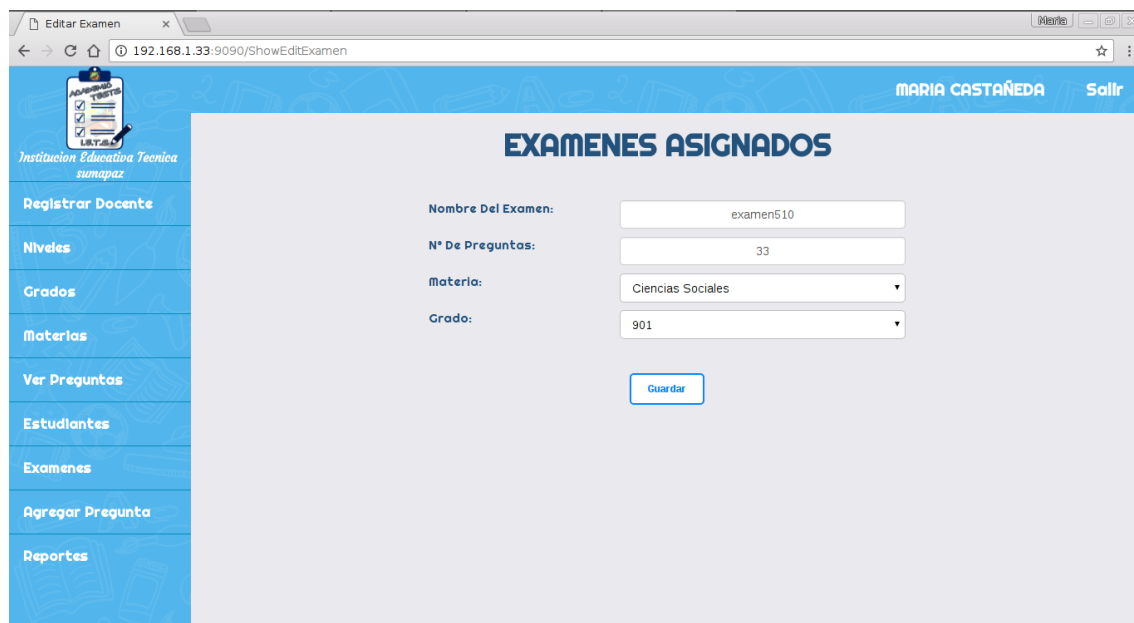 Editar Examen
Maria
192.168.1.33:9090/ShowEditExamen
ACADEMIC
TESTS
I.E.T.S.
Institucion Educativa Tecnica
sumapaz
MARIA CASTAÑEDA Salir
EXAMENES ASIGNADOS
Registrar Docente
Niveles
Grados
Materias
Ver Preguntas
Estudiantes
Examenes
Agregar Pregunta
Reportes
Nombre Del Examen: examen510
N° De Preguntas: 33
Materia: Ciencias Sociales
Grado: 901
Guardar